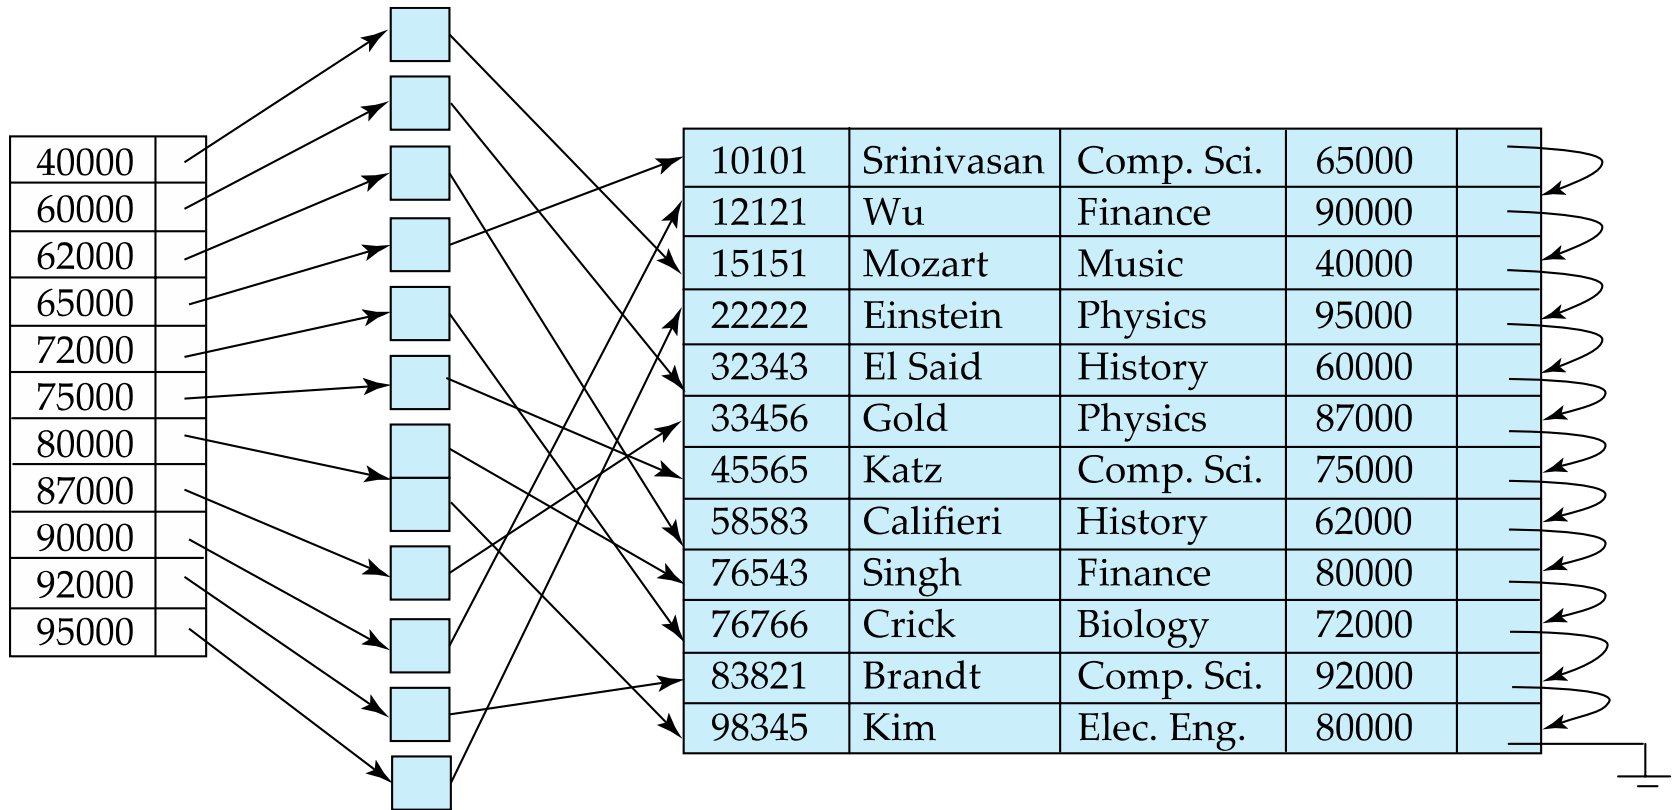 40000
60000
62000
65000
72000
75000
80000
87000
90000
92000
95000
10101 Srinivasan Comp. Sci. 65000
12121 Wu Finance 90000
15151 Mozart Music 40000
22222 Einstein Physics 95000
32343 El Said History 60000
33456 Gold Physics 87000
45565 Katz Comp. Sci. 75000
58583 Califieri History 62000
76543 Singh Finance 80000
76766 Crick Biology 72000
83821 Brandt Comp. Sci. 92000
98345 Kim Elec. Eng. 80000